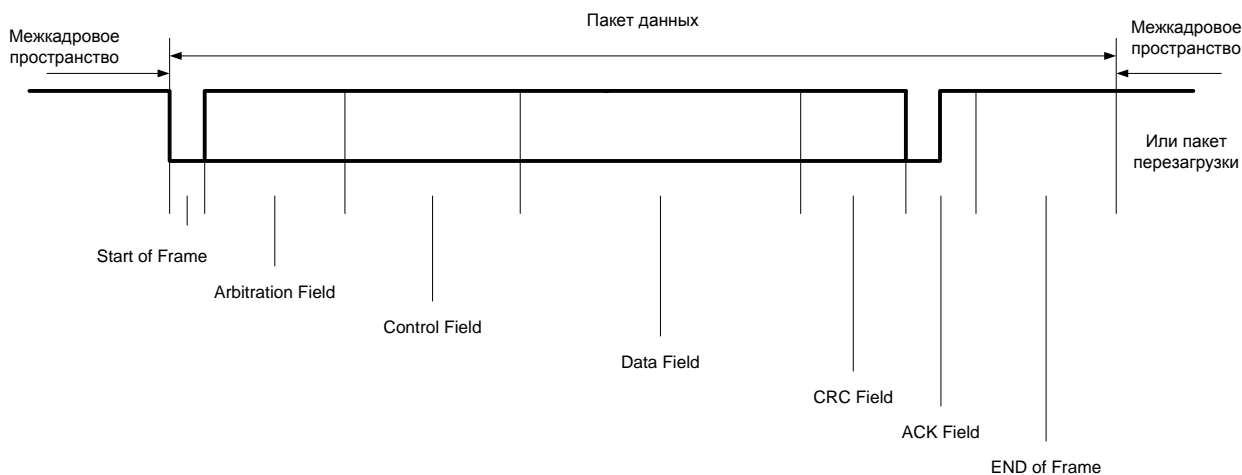 Пакет данных
Межкадровое
пространство
Межкадровое
пространство
Или пакет
перезагрузки
Start of Frame
Arbitration Field
Control Field
Data Field
CRC Field
ACK Field
END of Frame